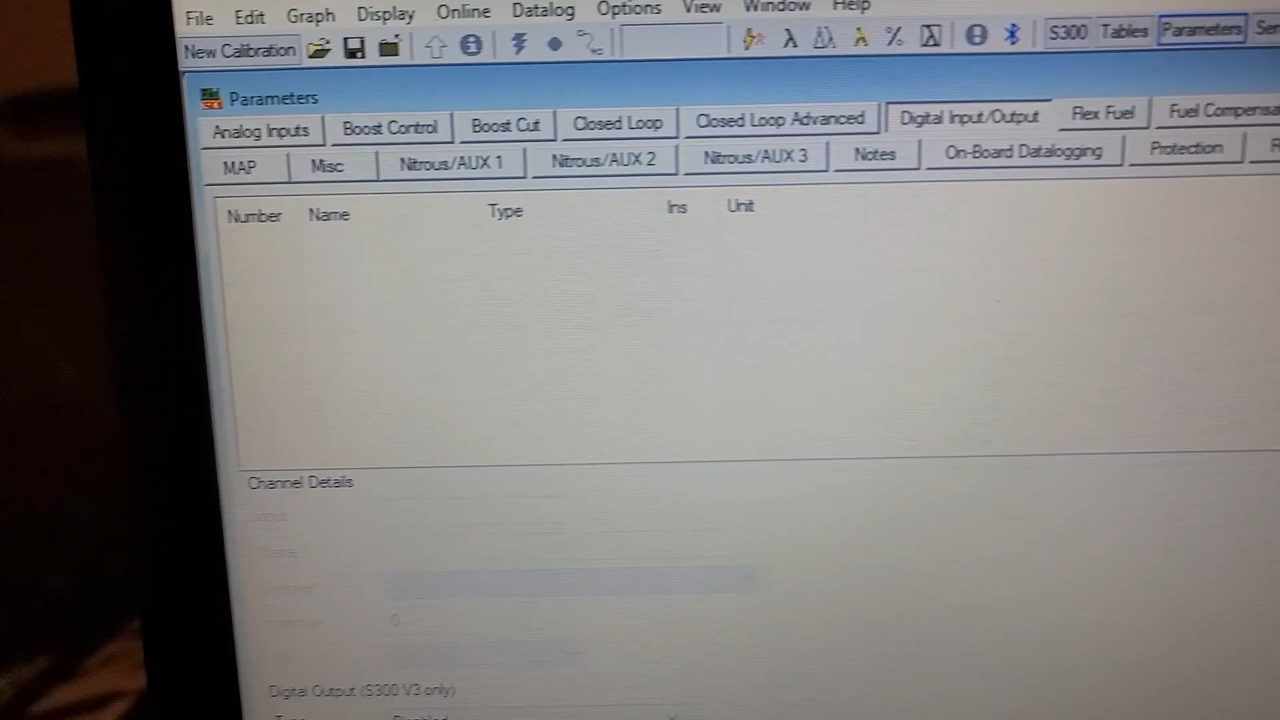 File Edit Graph Display Online Datalog Options View Window Help
New Calibration S300 Tables Parameters
Parameters
Analog Inputs Boost Control Boost Cut Closed Loop Closed Loop Advanced Digital Input/Output Flex Fuel Fuel
MAP Misc Nitrous/AUX 1 Nitrous/AUX 2 Nitrous/AUX 3 Notes On-Board Datalogging Protection
Number Name Type Ins Unit
Channel Details
0
Digital Output (S300 V3 only)